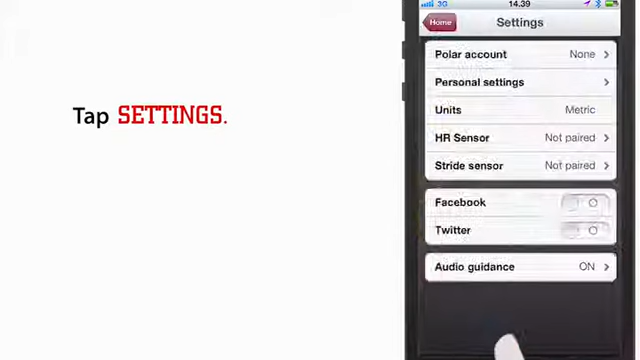 Tap SETTINGS.
3G 14.39
Home Settings
Polar account None
Personal settings
Units Metric
HR Sensor Not paired
Stride sensor Not paired
Facebook
Twitter
Audio guidance ON